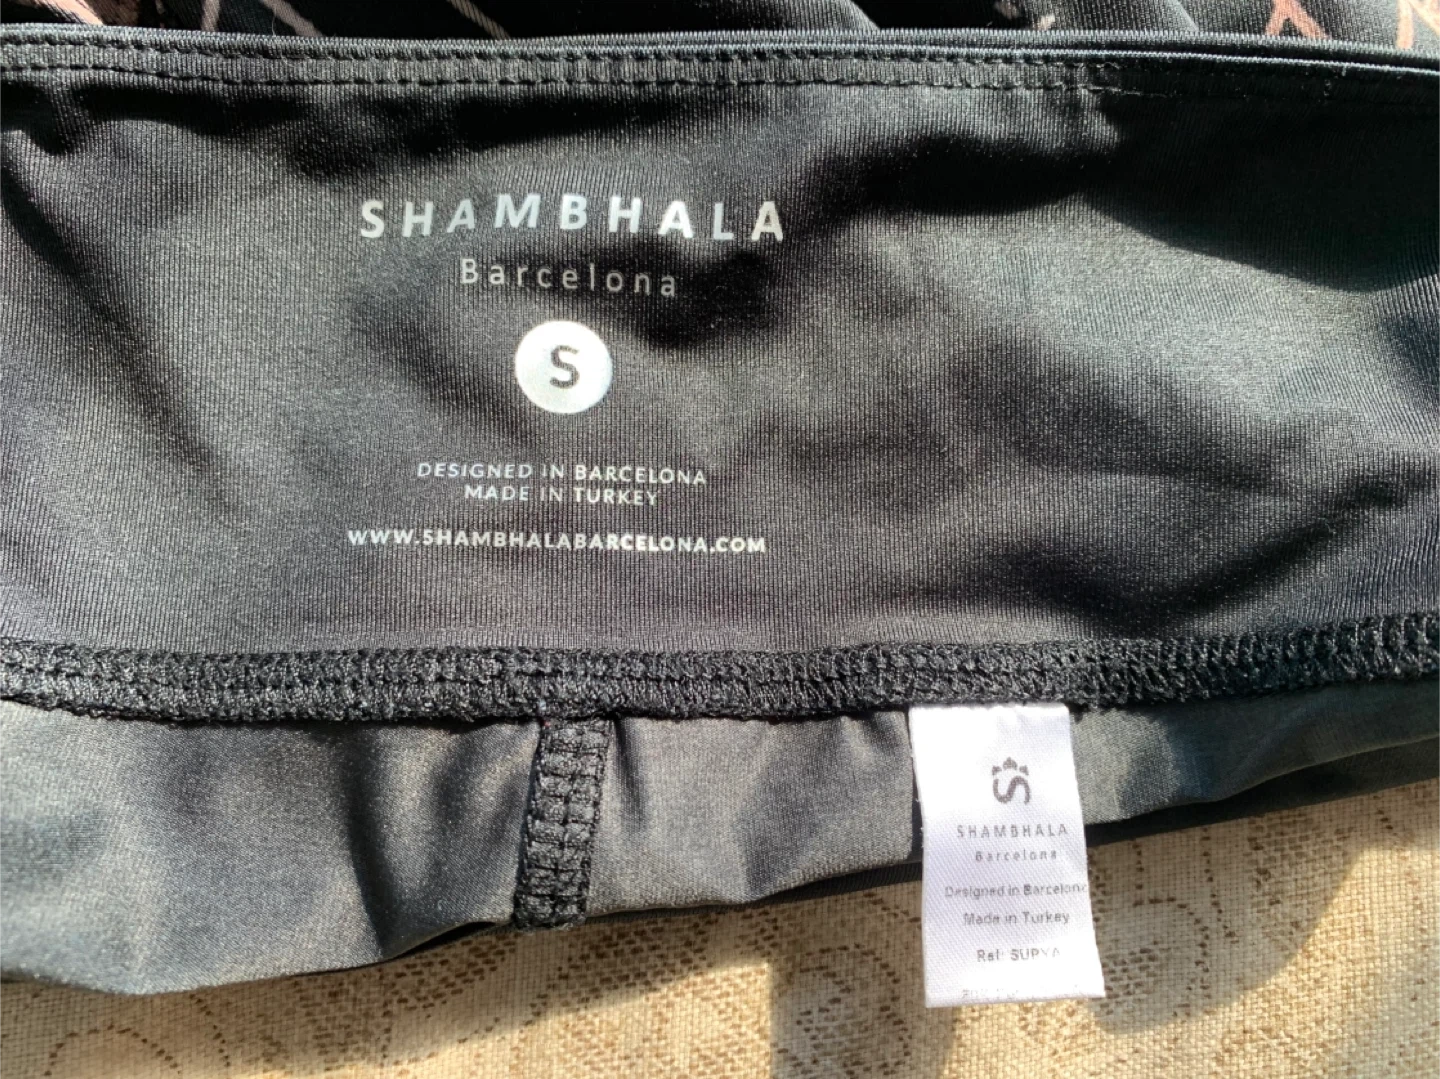 SHAMBHALA
Barcelona
S
DESIGNED IN BARCELONA
MADE IN TURKEY
WWW.SHAMBHALABARCELONA.COM
SHAMBHALA
Barcelona
Designed in Barcelona
Made in Turkey
Ref: SURYA